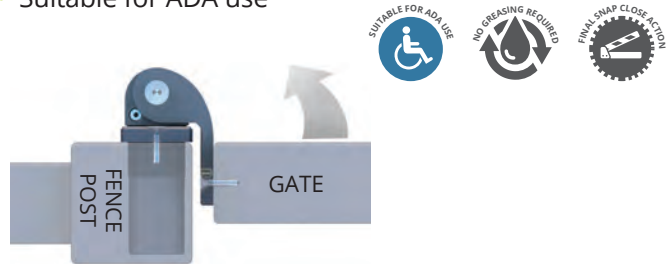 Suitable for ADA use
SUITABLE FOR ADA USE
NO GREASING REQUIRED
FINAL SNAP CLOSE ACTION
FENCE
POST
GATE